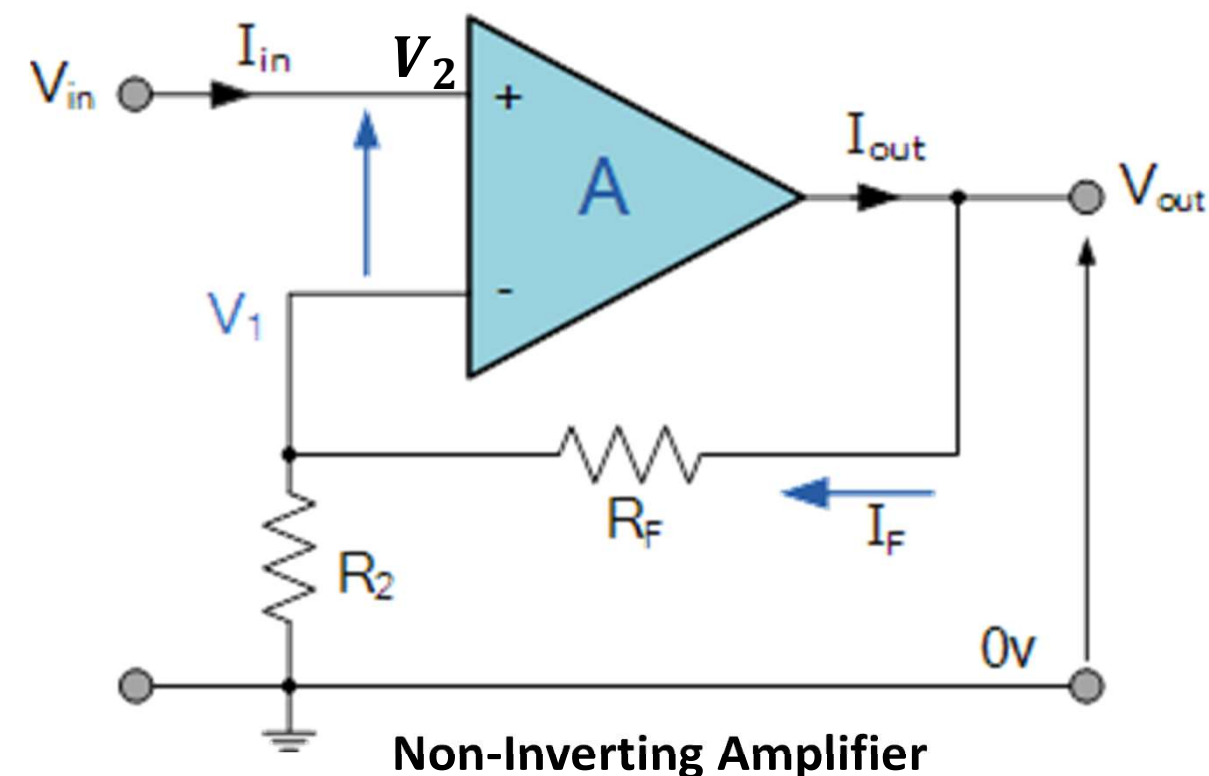 Iin
V2
Vin
+
A
Iout
Vout
V1
-
RF
IF
R2
0v
Non-Inverting Amplifier